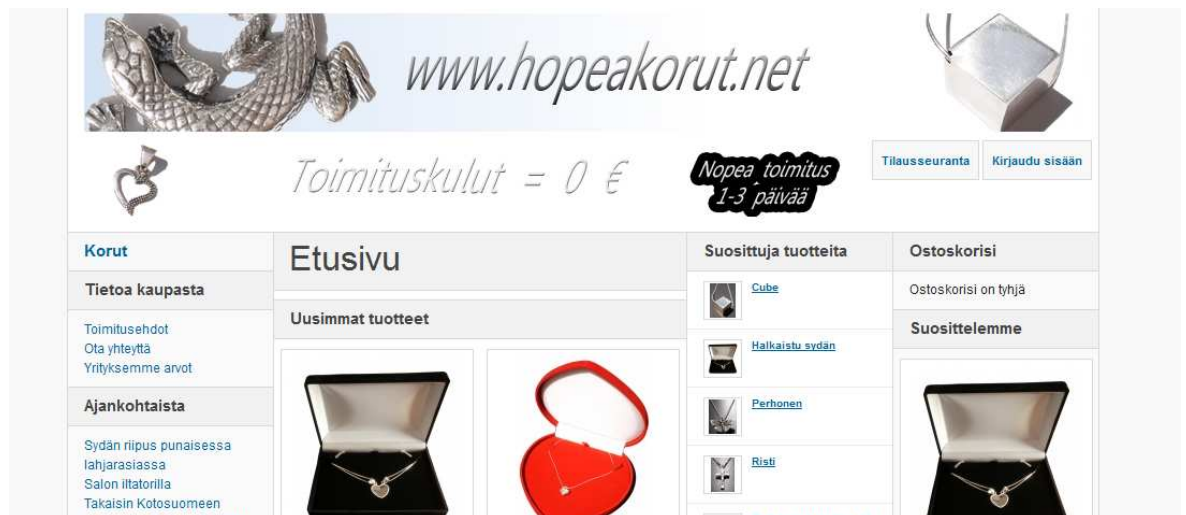 www.hopeakorut.net
Toimituskulut = 0 €
Nopea toimitus
1-3 päivää
Tilausseuranta
Kirjaudu sisään
Korut
Tietoa kaupasta
Toimitusehdot
Ota yhteyttä
Yrityksemme arvot
Ajankohtaista
Sydän riipus punaisessa
lahjarasiassa
Salon iltatorilla
Takaisin Kotosuomeen
Etusivu
Uusimmat tuotteet
Suosittuja tuotteita
Cube
Halkaistu sydän
Perhonen
Risti
Ostoskorisi
Ostoskorisi on tyhjä
Suosittelemme